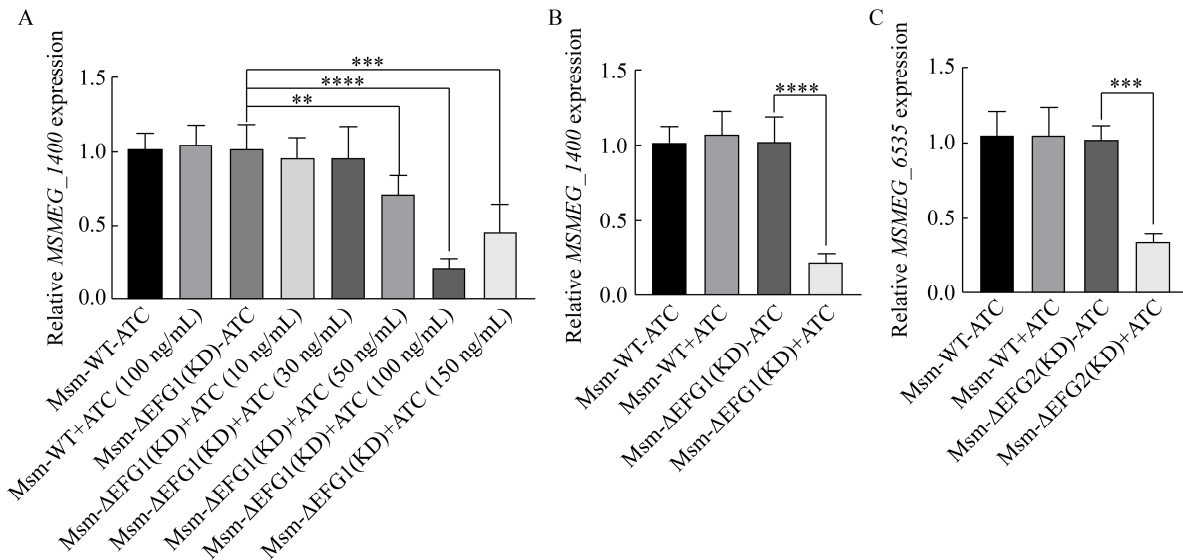 A
Relative MSMEG_1400 expression
1.5
1.0
0.5
0.0
***
****
**
Msm-WT-ATC
Msm-WT+ATC (100 ng/mL)
Msm-ΔEFG1(KD)-ATC
Msm-ΔEFG1(KD)+ATC (10 ng/mL)
Msm-ΔEFG1(KD)+ATC (30 ng/mL)
Msm-ΔEFG1(KD)+ATC (50 ng/mL)
Msm-ΔEFG1(KD)+ATC (100 ng/mL)
Msm-ΔEFG1(KD)+ATC (150 ng/mL)
B
Relative MSMEG_1400 expression
1.5
1.0
0.5
0.0
****
Msm-WT-ATC
Msm-WT+ATC
Msm-ΔEFG1(KD)-ATC
Msm-ΔEFG1(KD)+ATC
C
Relative MSMEG_6535 expression
1.5
1.0
0.5
0.0
***
Msm-WT-ATC
Msm-WT+ATC
Msm-ΔEFG2(KD)-ATC
Msm-ΔEFG2(KD)+ATC